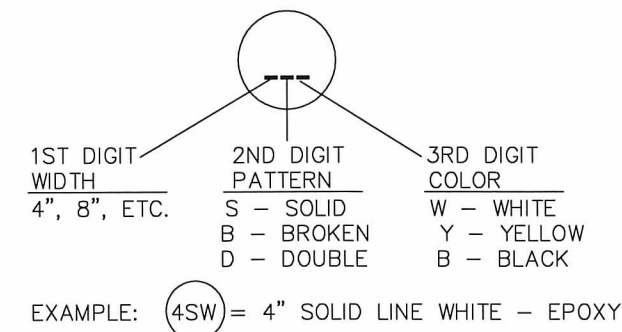 1ST DIGIT 2ND DIGIT 3RD DIGIT
WIDTH PATTERN COLOR
4", 8", ETC. S – SOLID W – WHITE
B – BROKEN Y – YELLOW
D – DOUBLE B – BLACK
EXAMPLE: 4SW = 4" SOLID LINE WHITE – EPOXY